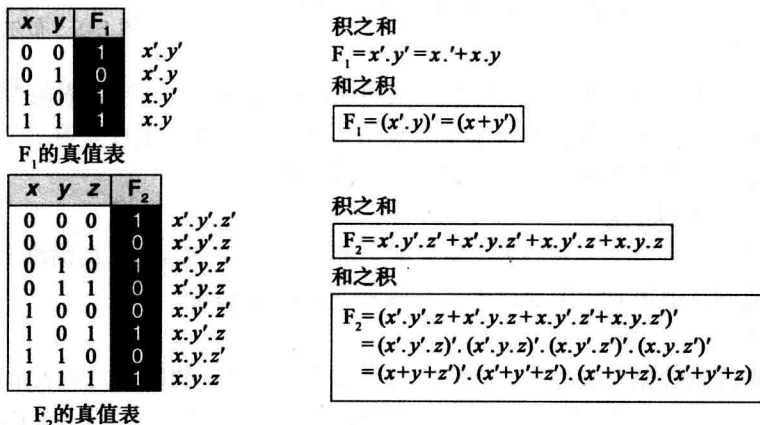 x y F₁
0 0 1 x'.y'
0 1 0 x'.y
1 0 1 x.y'
1 1 1 x.y
F₁的真值表
积之和
F₁=x'.y'=x.'+x.y
和之积
F₁=(x'.y)'=(x+y')
x y z F₂
0 0 0 1 x'.y'.z'
0 0 1 0 x'.y'.z
0 1 0 1 x'.y.z'
0 1 1 0 x'.y.z
1 0 0 0 x.y'.z'
1 0 1 1 x.y'.z
1 1 0 0 x.y.z'
1 1 1 1 x.y.z
F₂的真值表
积之和
F₂=x'.y'.z'+x'.y.z'+x.y'.z+x.y.z
和之积
F₂=(x'.y'.z+x'.y.z+x.y'.z'+x.y.z')'
=(x'.y'.z)'.(x'.y.z)'.(x.y'.z')'.(x.y.z')'
=(x+y+z')'.(x'+y'+z').(x'+y+z).(x'+y'+z)